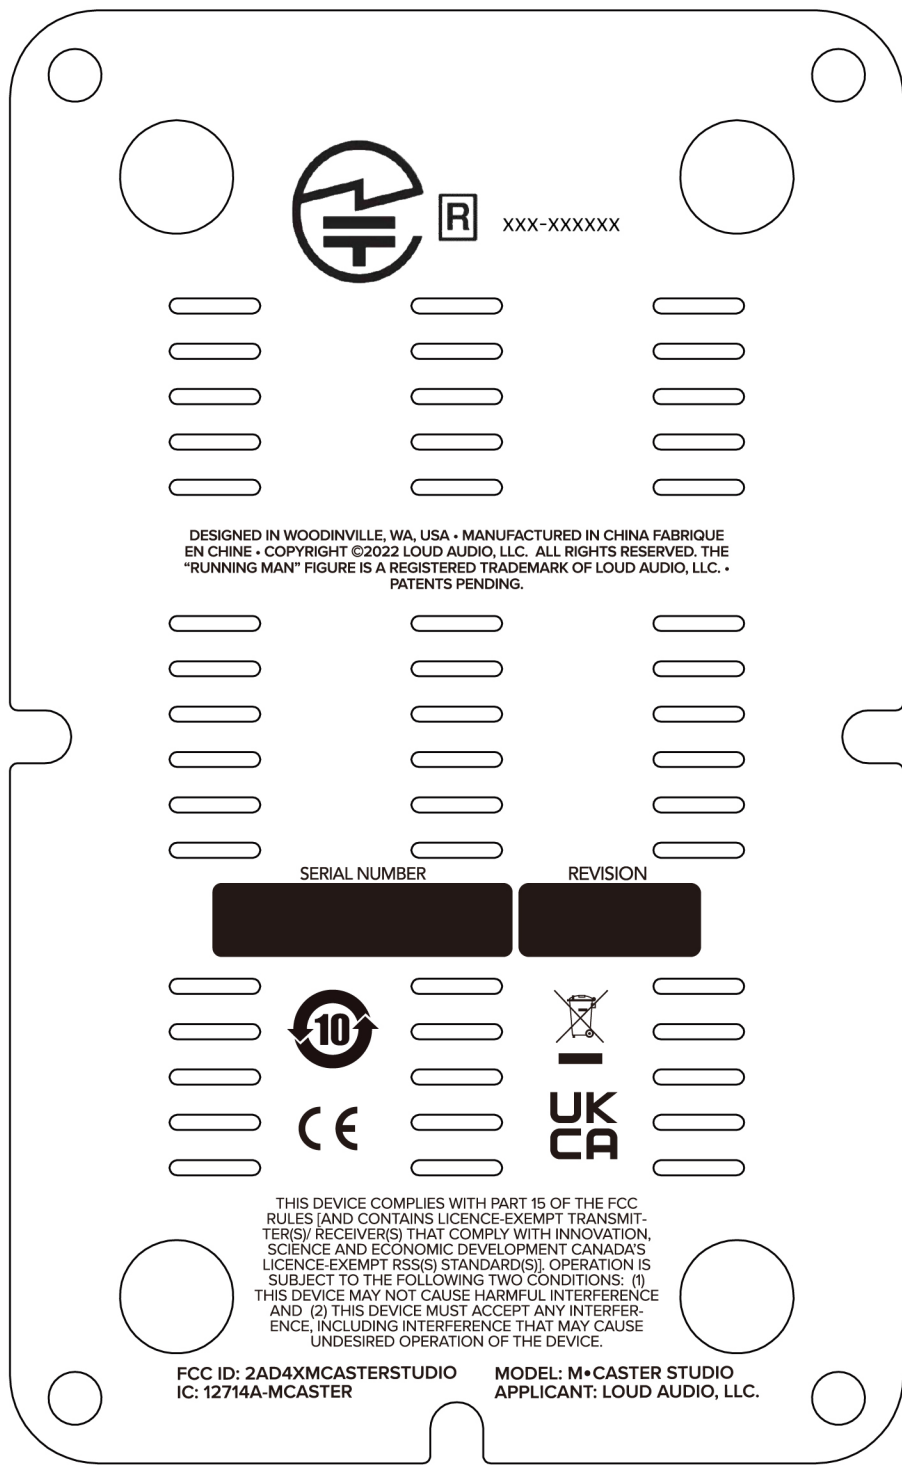 R xxx-xxxxxx
DESIGNED IN WOODINVILLE, WA, USA • MANUFACTURED IN CHINA FABRIQUE
EN CHINE • COPYRIGHT ©2022 LOUD AUDIO, LLC.  ALL RIGHTS RESERVED. THE
“RUNNING MAN” FIGURE IS A REGISTERED TRADEMARK OF LOUD AUDIO, LLC. •
PATENTS PENDING.
SERIAL NUMBER REVISION
10
CE
UK
CA
THIS DEVICE COMPLIES WITH PART 15 OF THE FCC
RULES [AND CONTAINS LICENCE-EXEMPT TRANSMIT-
TER(S)/ RECEIVER(S) THAT COMPLY WITH INNOVATION,
SCIENCE AND ECONOMIC DEVELOPMENT CANADA’S
LICENCE-EXEMPT RSS(S) STANDARD(S)]. OPERATION IS
SUBJECT TO THE FOLLOWING TWO CONDITIONS:  (1)
THIS DEVICE MAY NOT CAUSE HARMFUL INTERFERENCE
AND  (2) THIS DEVICE MUST ACCEPT ANY INTERFER-
ENCE, INCLUDING INTERFERENCE THAT MAY CAUSE
UNDESIRED OPERATION OF THE DEVICE.
FCC ID: 2AD4XMCASTERSTUDIO MODEL: M•CASTER STUDIO
IC: 12714A-MCASTER APPLICANT: LOUD AUDIO, LLC.